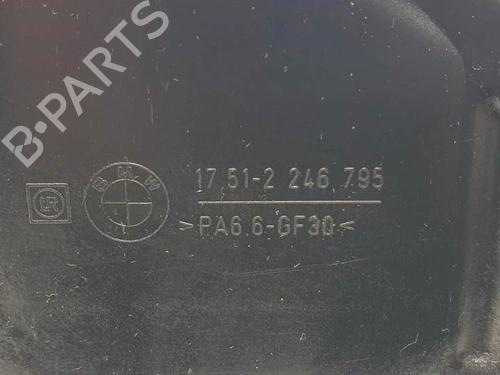 B-PARTS
BMW
17 51-2 246 795
>PA6.6-GF30<